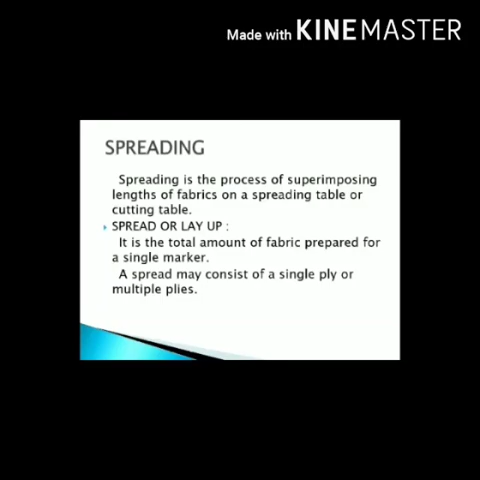 Made with KINEMASTER
SPREADING
Spreading is the process of superimposing
lengths of fabrics on a spreading table or
cutting table.
SPREAD OR LAY UP :
It is the total amount of fabric prepared for
a single marker.
A spread may consist of a single ply or
multiple plies.